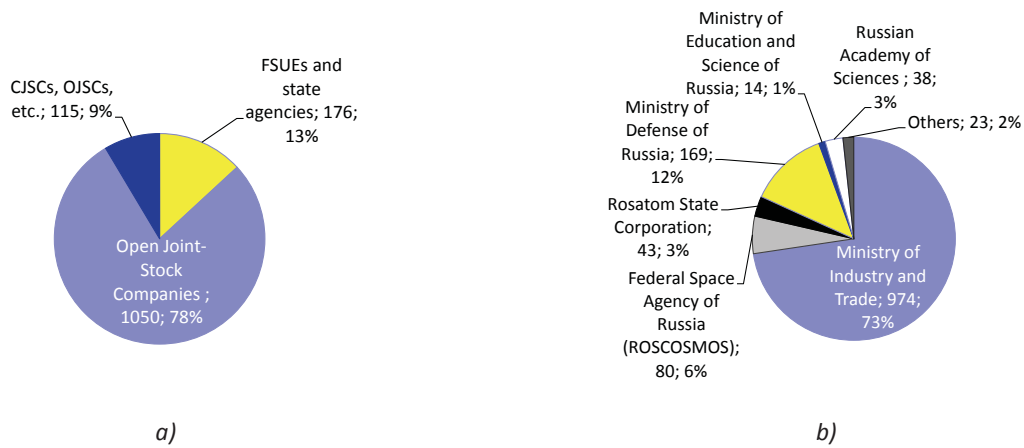 CJSCs, OJSCs,
etc.; 115; 9%
FSUEs and
state
agencies; 176;
13%
Open Joint-
Stock
Companies ;
1050; 78%
a)
Ministry of
Education and
Science of
Russia; 14; 1%
Russian
Academy of
Sciences ; 38;
3%
Others; 23; 2%
Ministry of
Defense of
Russia; 169;
12%
Rosatom State
Corporation;
43; 3%
Federal Space
Agency of
Russia
(ROSCOSMOS);
80; 6%
Ministry of
Industry and
Trade; 974;
73%
b)